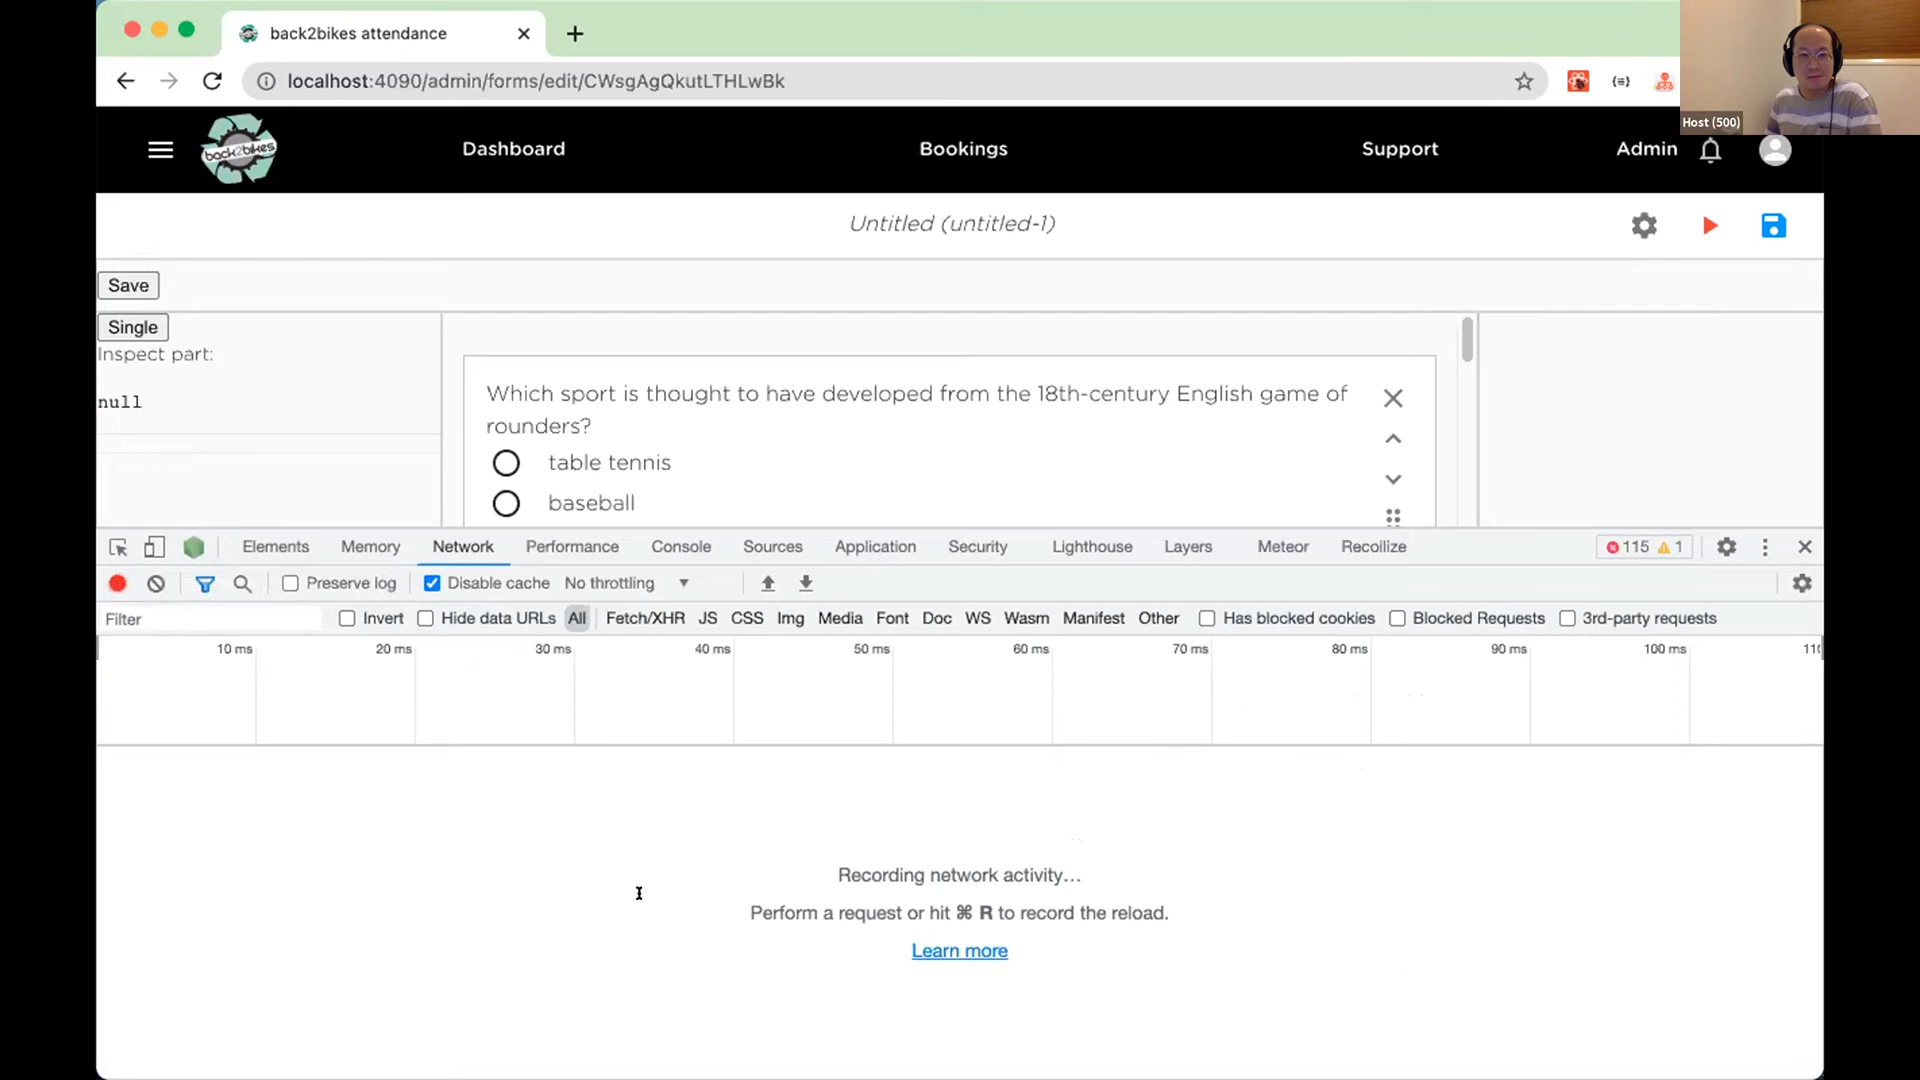 back2bikes attendance
localhost:4090/admin/forms/edit/CWsgAgQkutLTHLwBk
Host (500)
back2bikes
Dashboard
Bookings
Support
Admin
Untitled (untitled-1)
Save
Single
Inspect part:
null
Which sport is thought to have developed from the 18th-century English game of
rounders?
table tennis
baseball
Elements Memory Network Performance Console Sources Application Security Lighthouse Layers Meteor Recollize 115 1
Preserve log Disable cache No throttling
Filter Invert Hide data URLs All Fetch/XHR JS CSS Img Media Font Doc WS Wasm Manifest Other Has blocked cookies Blocked Requests 3rd-party requests
10 ms 20 ms 30 ms 40 ms 50 ms 60 ms 70 ms 80 ms 90 ms 100 ms
Recording network activity…
Perform a request or hit ⌘ R to record the reload.
Learn more